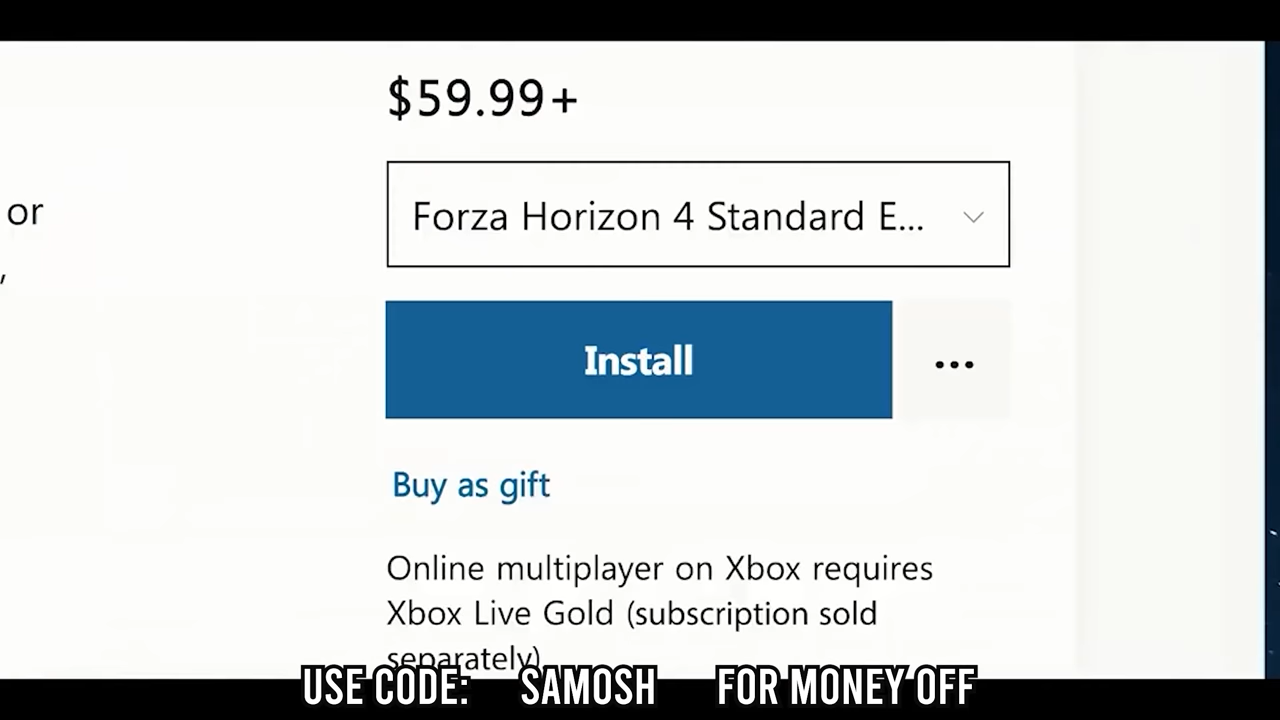 $59.99+
or
,
Forza Horizon 4 Standard E...
Install
...
Buy as gift
Online multiplayer on Xbox requires
Xbox Live Gold (subscription sold
separately)
USE CODE: SAMOSH FOR MONEY OFF